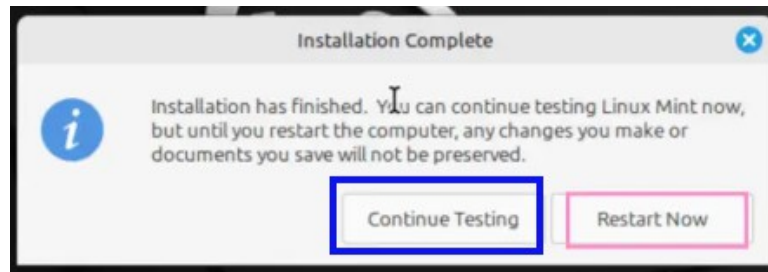 Installation Complete
Installation has finished. You can continue testing Linux Mint now,
but until you restart the computer, any changes you make or
documents you save will not be preserved.
Continue Testing
Restart Now